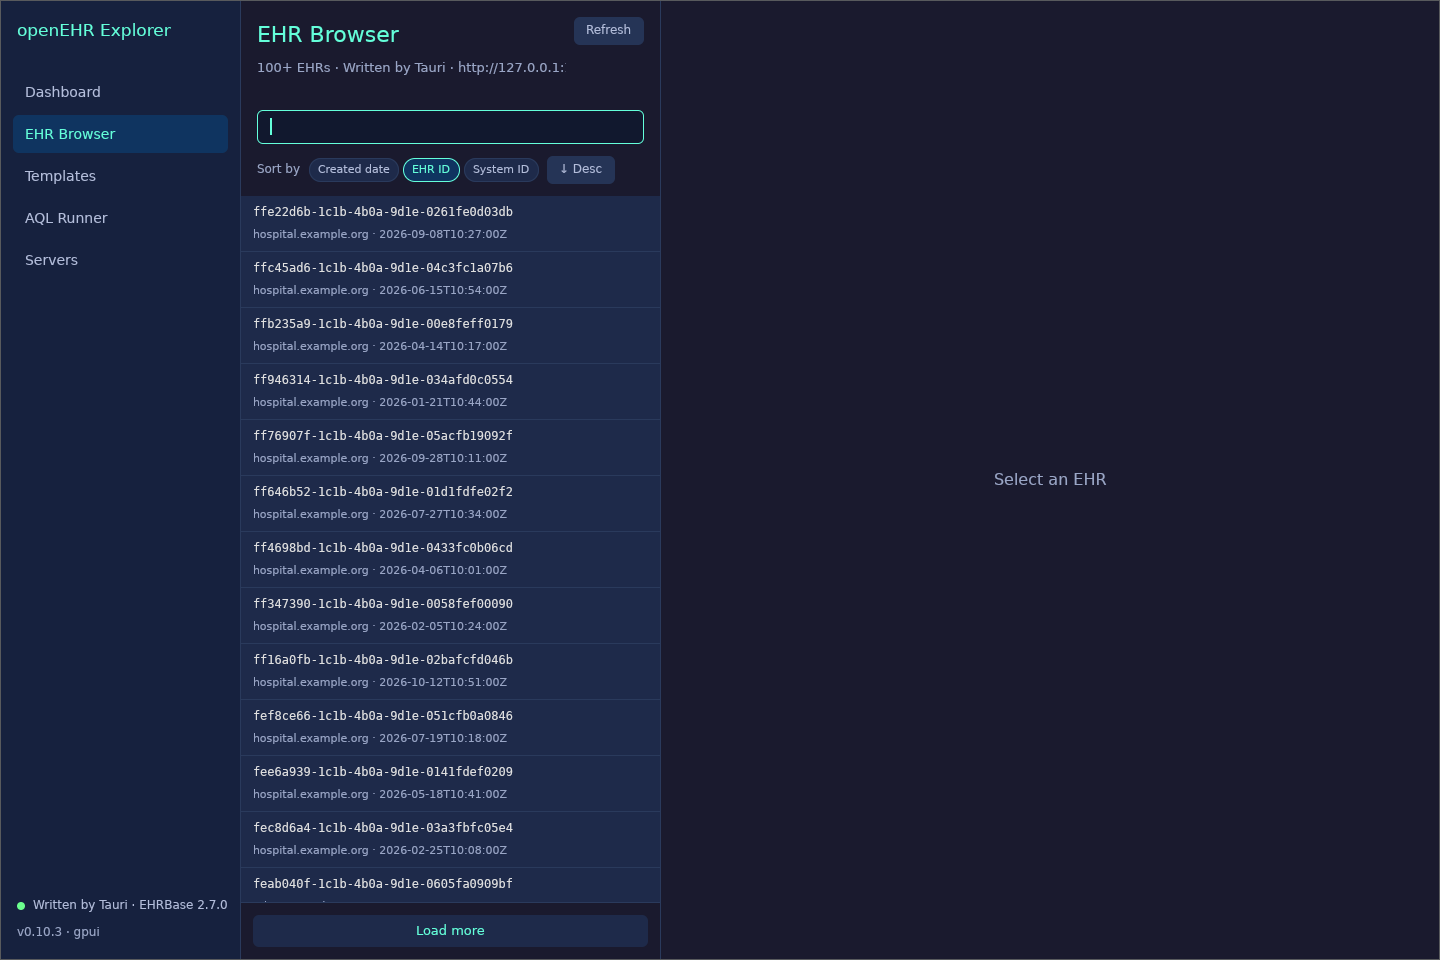 openEHR Explorer
Dashboard
EHR Browser
Templates
AQL Runner
Servers
Written by Tauri · EHRBase 2.7.0
v0.10.3 · gpui
EHR Browser
Refresh
100+ EHRs · Written by Tauri · http://127.0.0.1:
Sort by Created date EHR ID System ID ↓ Desc
ffe22d6b-1c1b-4b0a-9d1e-0261fe0d03db
hospital.example.org · 2026-09-08T10:27:00Z
ffc45ad6-1c1b-4b0a-9d1e-04c3fc1a07b6
hospital.example.org · 2026-06-15T10:54:00Z
ffb235a9-1c1b-4b0a-9d1e-00e8feff0179
hospital.example.org · 2026-04-14T10:17:00Z
ff946314-1c1b-4b0a-9d1e-034afd0c0554
hospital.example.org · 2026-01-21T10:44:00Z
ff76907f-1c1b-4b0a-9d1e-05acfb19092f
hospital.example.org · 2026-09-28T10:11:00Z
ff646b52-1c1b-4b0a-9d1e-01d1fdfe02f2
hospital.example.org · 2026-07-27T10:34:00Z
ff4698bd-1c1b-4b0a-9d1e-0433fc0b06cd
hospital.example.org · 2026-04-06T10:01:00Z
ff347390-1c1b-4b0a-9d1e-0058fef00090
hospital.example.org · 2026-02-05T10:24:00Z
ff16a0fb-1c1b-4b0a-9d1e-02bafcfd046b
hospital.example.org · 2026-10-12T10:51:00Z
fef8ce66-1c1b-4b0a-9d1e-051cfb0a0846
hospital.example.org · 2026-07-19T10:18:00Z
fee6a939-1c1b-4b0a-9d1e-0141fdef0209
hospital.example.org · 2026-05-18T10:41:00Z
fec8d6a4-1c1b-4b0a-9d1e-03a3fbfc05e4
hospital.example.org · 2026-02-25T10:08:00Z
feab040f-1c1b-4b0a-9d1e-0605fa0909bf
Load more
Select an EHR